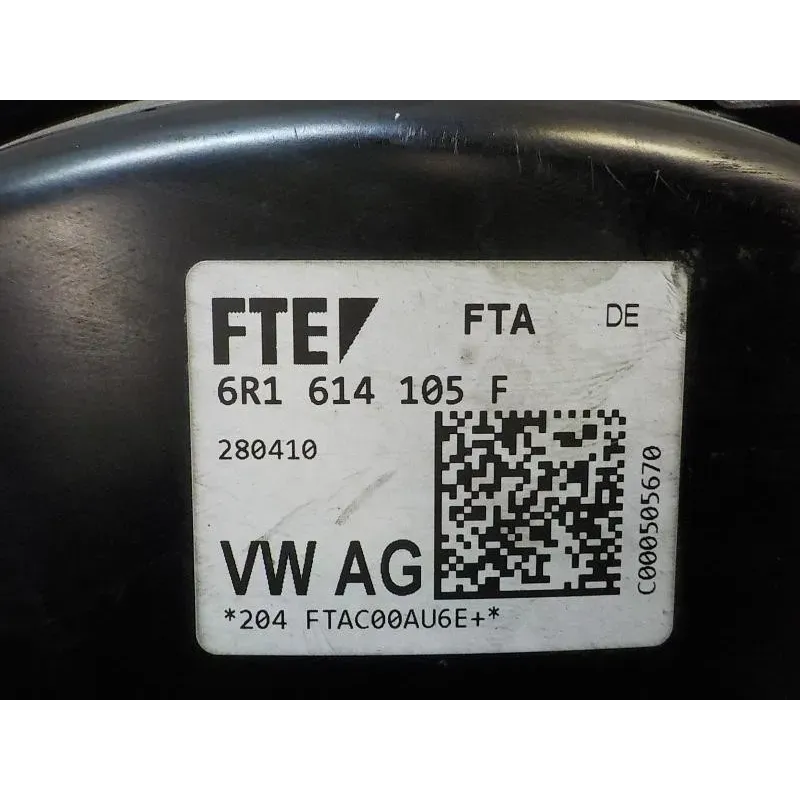 FTE FTA DE
6R1 614 105 F
280410
VW AG
*204 FTAC00AU6E+*
C000505670